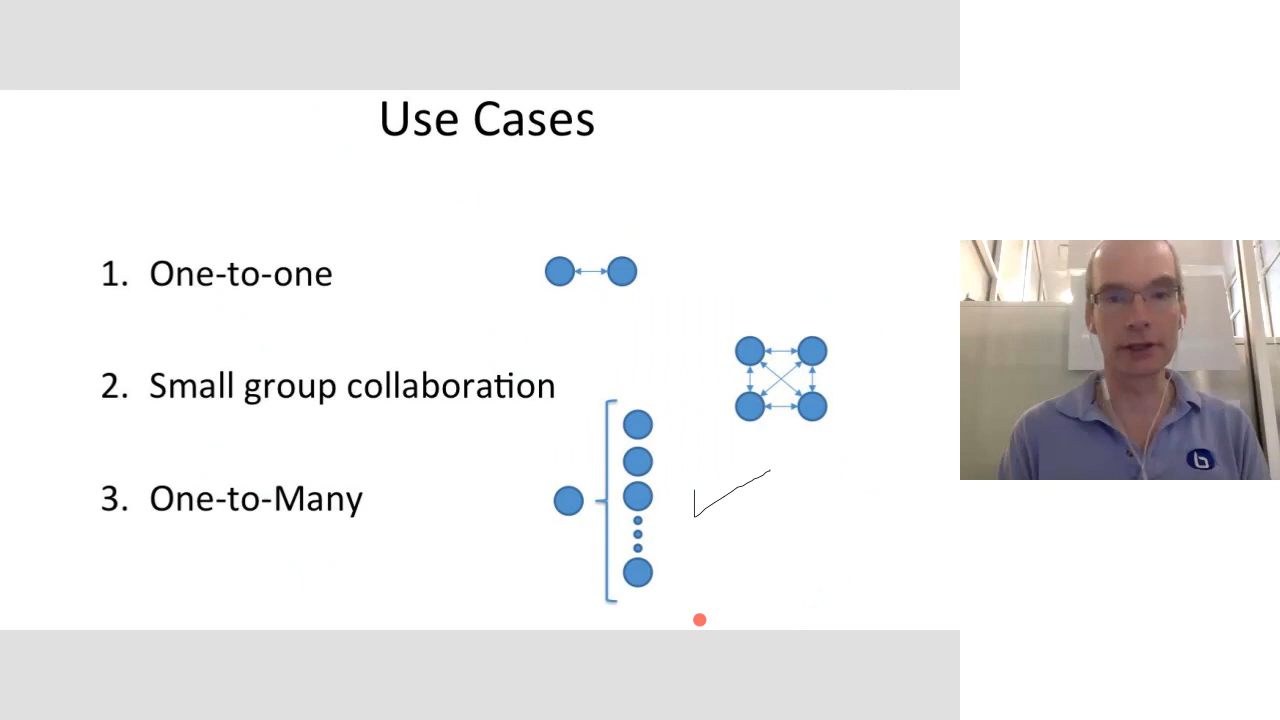 Use Cases
1. One-to-one
2. Small group collaboration
3. One-to-Many
b